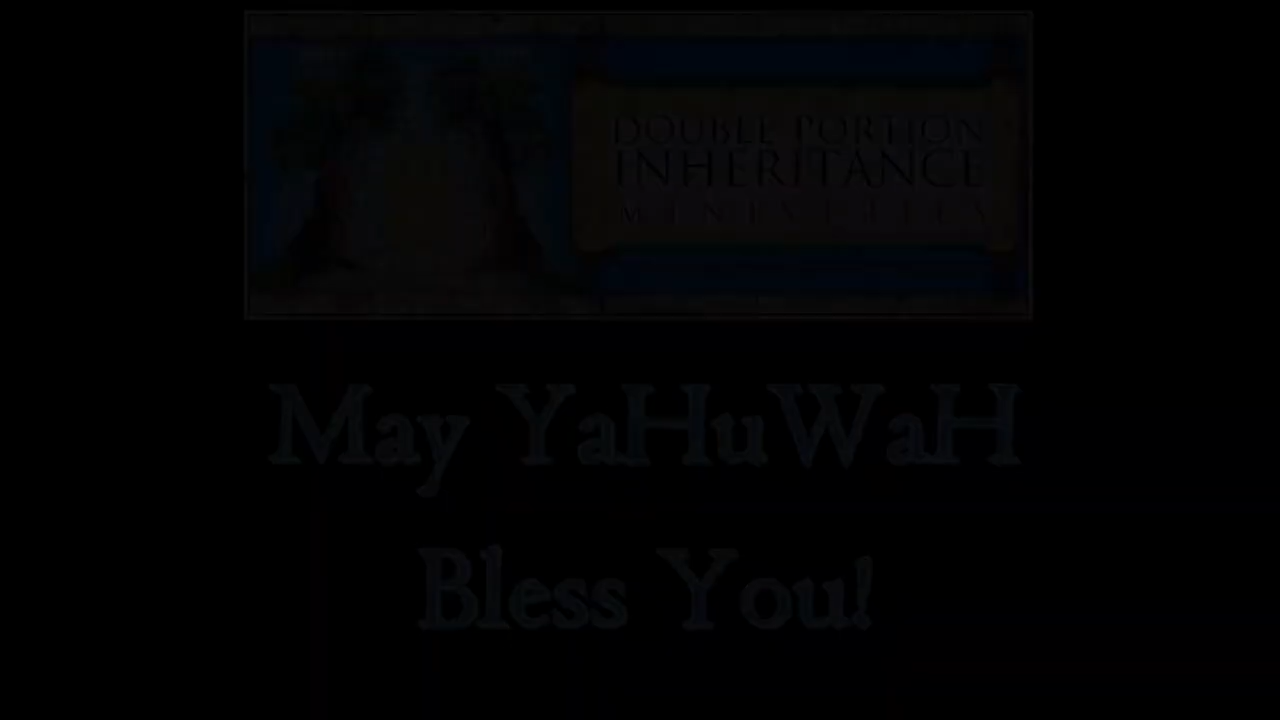 DOUBLE PORTION
INHERITANCE
MINISTRIES
May YaHuWaH
Bless You!